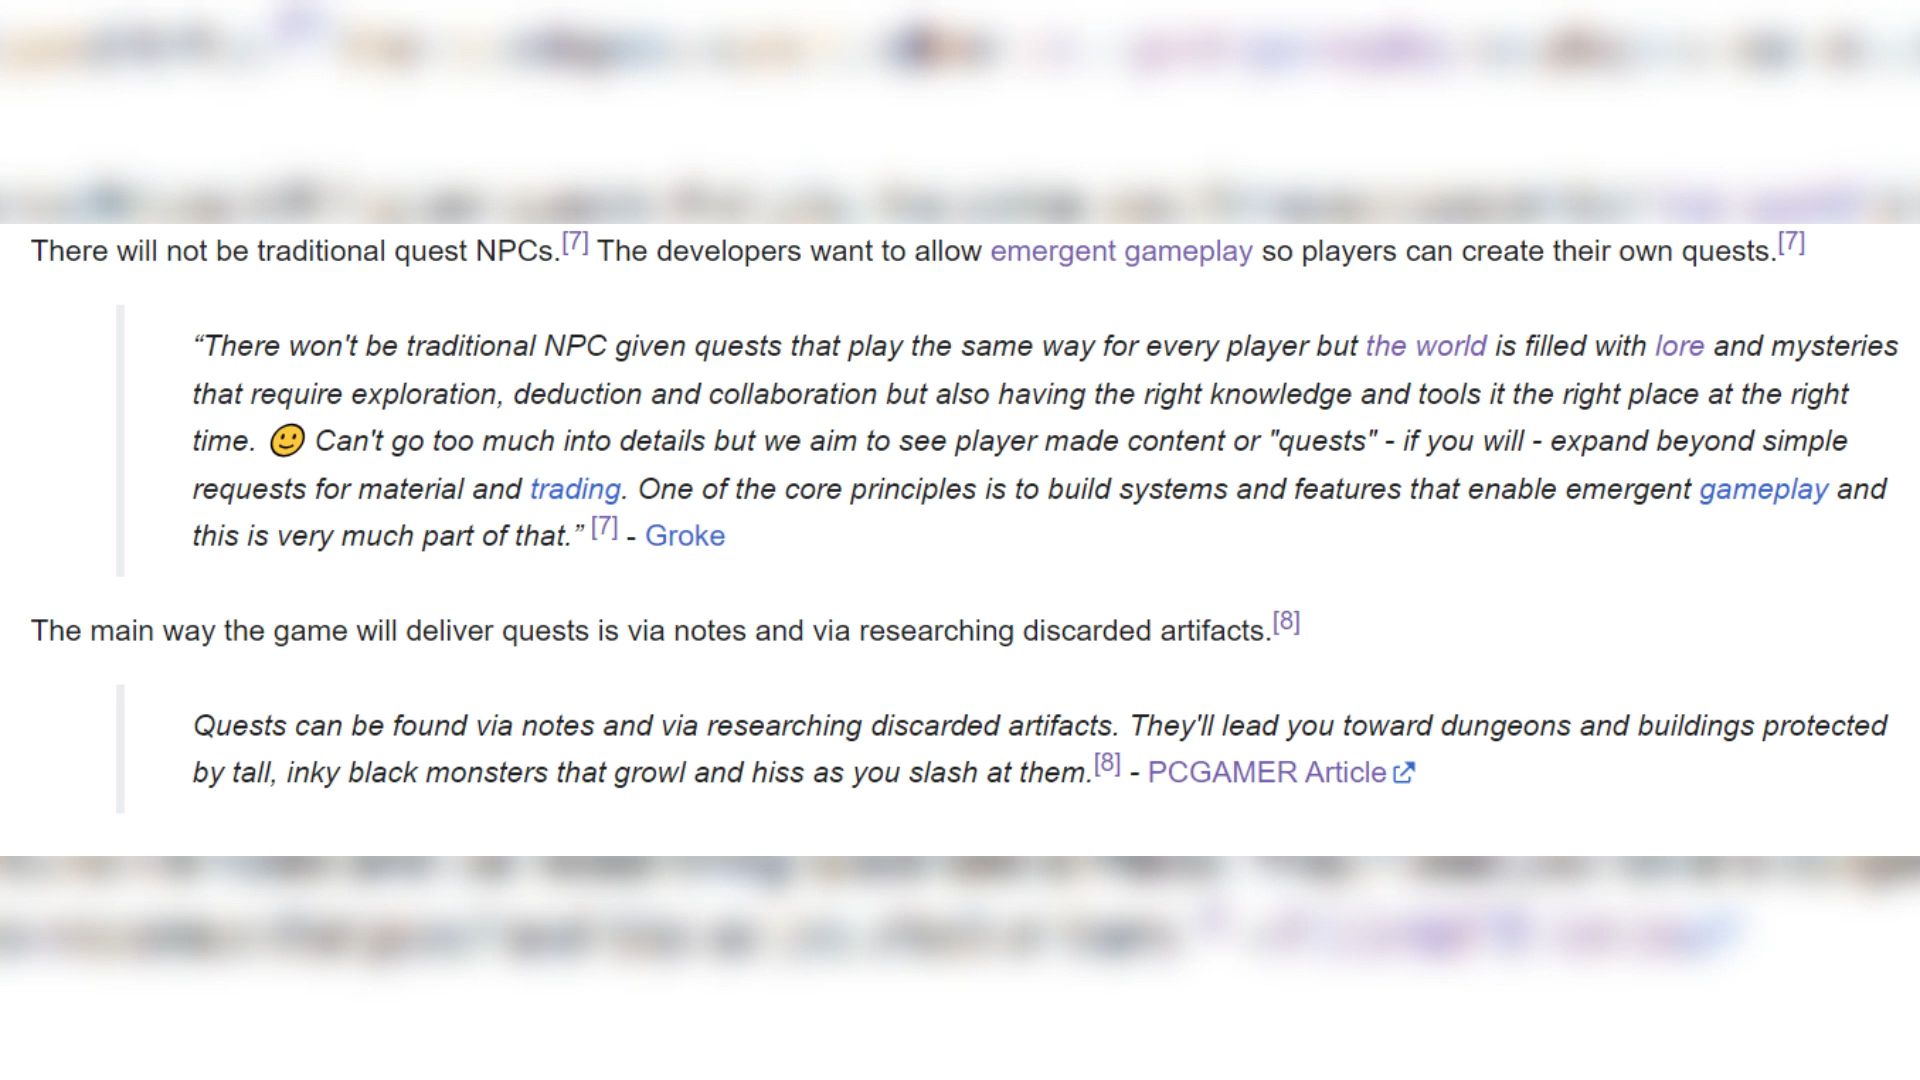 There will not be traditional quest NPCs.[7] The developers want to allow emergent gameplay so players can create their own quests.[7]
“There won't be traditional NPC given quests that play the same way for every player but the world is filled with lore and mysteries
that require exploration, deduction and collaboration but also having the right knowledge and tools it the right place at the right
time. 🙂 Can't go too much into details but we aim to see player made content or "quests" - if you will - expand beyond simple
requests for material and trading. One of the core principles is to build systems and features that enable emergent gameplay and
this is very much part of that.” [7] - Groke
The main way the game will deliver quests is via notes and via researching discarded artifacts.[8]
Quests can be found via notes and via researching discarded artifacts. They'll lead you toward dungeons and buildings protected
by tall, inky black monsters that growl and hiss as you slash at them.[8] - PCGAMER Article